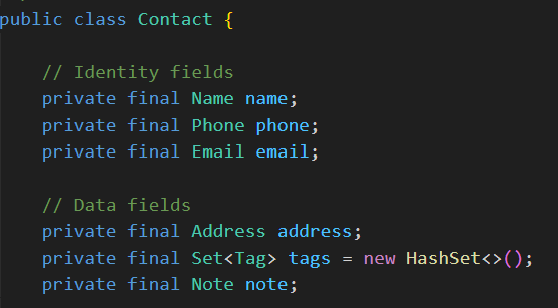 public class Contact {
// Identity fields
private final Name name;
private final Phone phone;
private final Email email;
// Data fields
private final Address address;
private final Set<Tag> tags = new HashSet<>();
private final Note note;